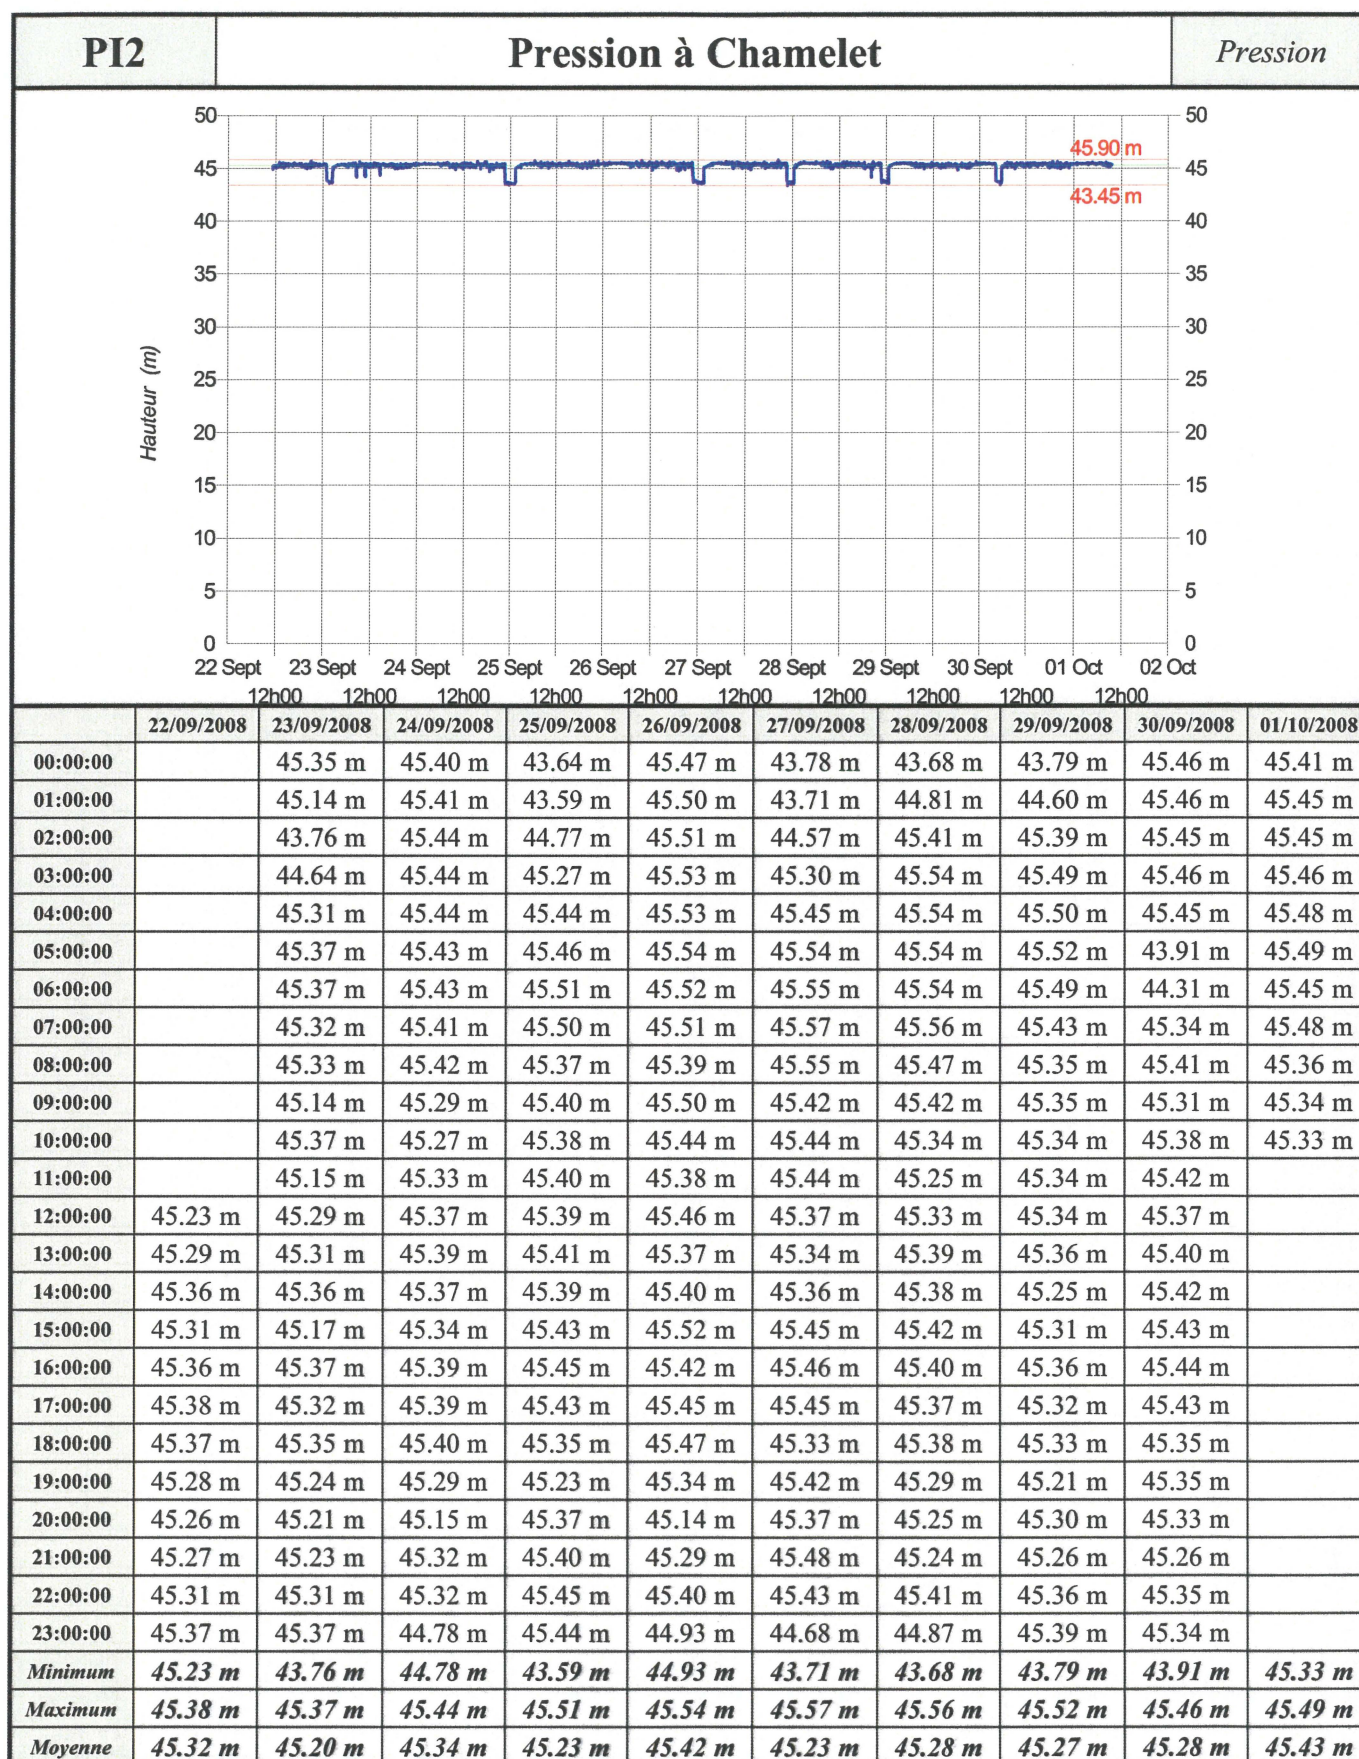 PI2 Pression à Chamelet Pression
50 50
45.90 m
45 45
43.45 m
40 40
35 35
30 30
Hauteur (m)
25 25
20 20
15 15
10 10
5 5
0 0
22 Sept 23 Sept 24 Sept 25 Sept 26 Sept 27 Sept 28 Sept 29 Sept 30 Sept 01 Oct 02 Oct
12h00 12h00 12h00 12h00 12h00 12h00 12h00 12h00 12h00 12h00
22/09/2008 23/09/2008 24/09/2008 25/09/2008 26/09/2008 27/09/2008 28/09/2008 29/09/2008 30/09/2008 01/10/2008
00:00:00 45.35 m 45.40 m 43.64 m 45.47 m 43.78 m 43.68 m 43.79 m 45.46 m 45.41 m
01:00:00 45.14 m 45.41 m 43.59 m 45.50 m 43.71 m 44.81 m 44.60 m 45.46 m 45.45 m
02:00:00 43.76 m 45.44 m 44.77 m 45.51 m 44.57 m 45.41 m 45.39 m 45.45 m 45.45 m
03:00:00 44.64 m 45.44 m 45.27 m 45.53 m 45.30 m 45.54 m 45.49 m 45.46 m 45.46 m
04:00:00 45.31 m 45.44 m 45.44 m 45.53 m 45.45 m 45.54 m 45.50 m 45.45 m 45.48 m
05:00:00 45.37 m 45.43 m 45.46 m 45.54 m 45.54 m 45.54 m 45.52 m 43.91 m 45.49 m
06:00:00 45.37 m 45.43 m 45.51 m 45.52 m 45.55 m 45.54 m 45.49 m 44.31 m 45.45 m
07:00:00 45.32 m 45.41 m 45.50 m 45.51 m 45.57 m 45.56 m 45.43 m 45.34 m 45.48 m
08:00:00 45.33 m 45.42 m 45.37 m 45.39 m 45.55 m 45.47 m 45.35 m 45.41 m 45.36 m
09:00:00 45.14 m 45.29 m 45.40 m 45.50 m 45.42 m 45.42 m 45.35 m 45.31 m 45.34 m
10:00:00 45.37 m 45.27 m 45.38 m 45.44 m 45.44 m 45.34 m 45.34 m 45.38 m 45.33 m
11:00:00 45.15 m 45.33 m 45.40 m 45.38 m 45.44 m 45.25 m 45.34 m 45.42 m
12:00:00 45.23 m 45.29 m 45.37 m 45.39 m 45.46 m 45.37 m 45.33 m 45.34 m 45.37 m
13:00:00 45.29 m 45.31 m 45.39 m 45.41 m 45.37 m 45.34 m 45.39 m 45.36 m 45.40 m
14:00:00 45.36 m 45.36 m 45.37 m 45.39 m 45.40 m 45.36 m 45.38 m 45.25 m 45.42 m
15:00:00 45.31 m 45.17 m 45.34 m 45.43 m 45.52 m 45.45 m 45.42 m 45.31 m 45.43 m
16:00:00 45.36 m 45.37 m 45.39 m 45.45 m 45.42 m 45.46 m 45.40 m 45.36 m 45.44 m
17:00:00 45.38 m 45.32 m 45.39 m 45.43 m 45.45 m 45.45 m 45.37 m 45.32 m 45.43 m
18:00:00 45.37 m 45.35 m 45.40 m 45.35 m 45.47 m 45.33 m 45.38 m 45.33 m 45.35 m
19:00:00 45.28 m 45.24 m 45.29 m 45.23 m 45.34 m 45.42 m 45.29 m 45.21 m 45.35 m
20:00:00 45.26 m 45.21 m 45.15 m 45.37 m 45.14 m 45.37 m 45.25 m 45.30 m 45.33 m
21:00:00 45.27 m 45.23 m 45.32 m 45.40 m 45.29 m 45.48 m 45.24 m 45.26 m 45.26 m
22:00:00 45.31 m 45.31 m 45.32 m 45.45 m 45.40 m 45.43 m 45.41 m 45.36 m 45.35 m
23:00:00 45.37 m 45.37 m 44.78 m 45.44 m 44.93 m 44.68 m 44.87 m 45.39 m 45.34 m
Minimum 45.23 m 43.76 m 44.78 m 43.59 m 44.93 m 43.71 m 43.68 m 43.79 m 43.91 m 45.33 m
Maximum 45.38 m 45.37 m 45.44 m 45.51 m 45.54 m 45.57 m 45.56 m 45.52 m 45.46 m 45.49 m
Moyenne 45.32 m 45.20 m 45.34 m 45.23 m 45.42 m 45.23 m 45.28 m 45.27 m 45.28 m 45.43 m